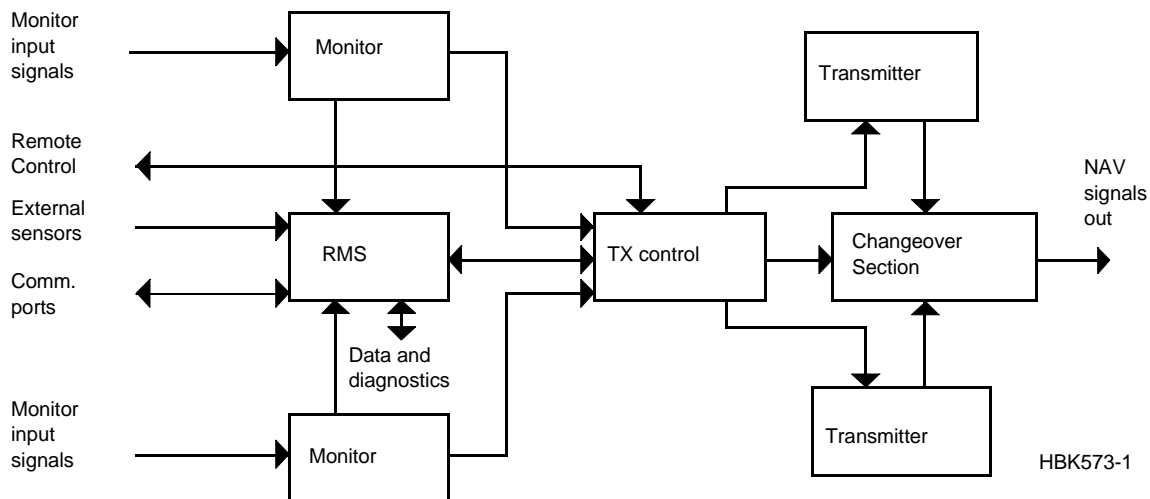 Monitor
input
signals
Monitor
Transmitter
Remote
Control
NAV
signals
out
External
sensors
RMS
TX control
Changeover
Section
Comm.
ports
Data and
diagnostics
Monitor
input
signals
Monitor
Transmitter
HBK573-1